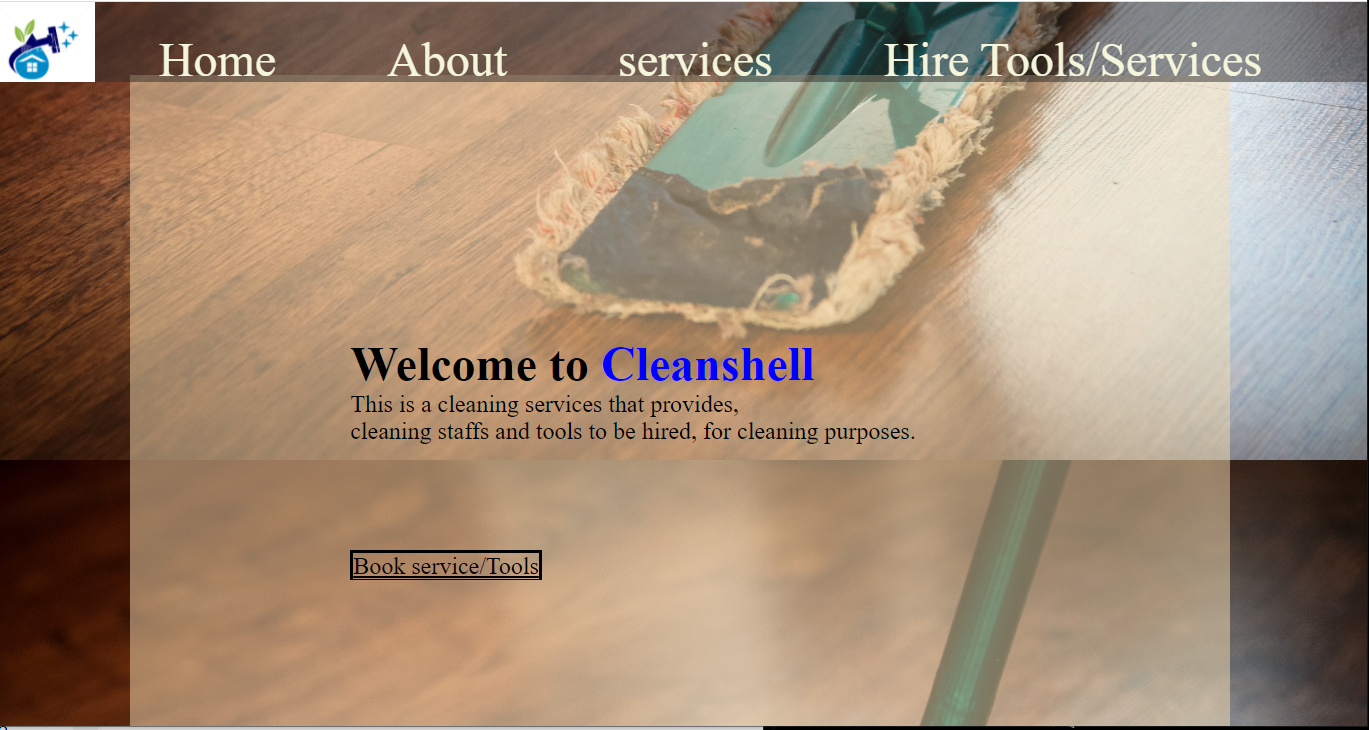 Home About services Hire Tools/Services
Welcome to Cleanshell
This is a cleaning services that provides,
cleaning staffs and tools to be hired, for cleaning purposes.
Book service/Tools